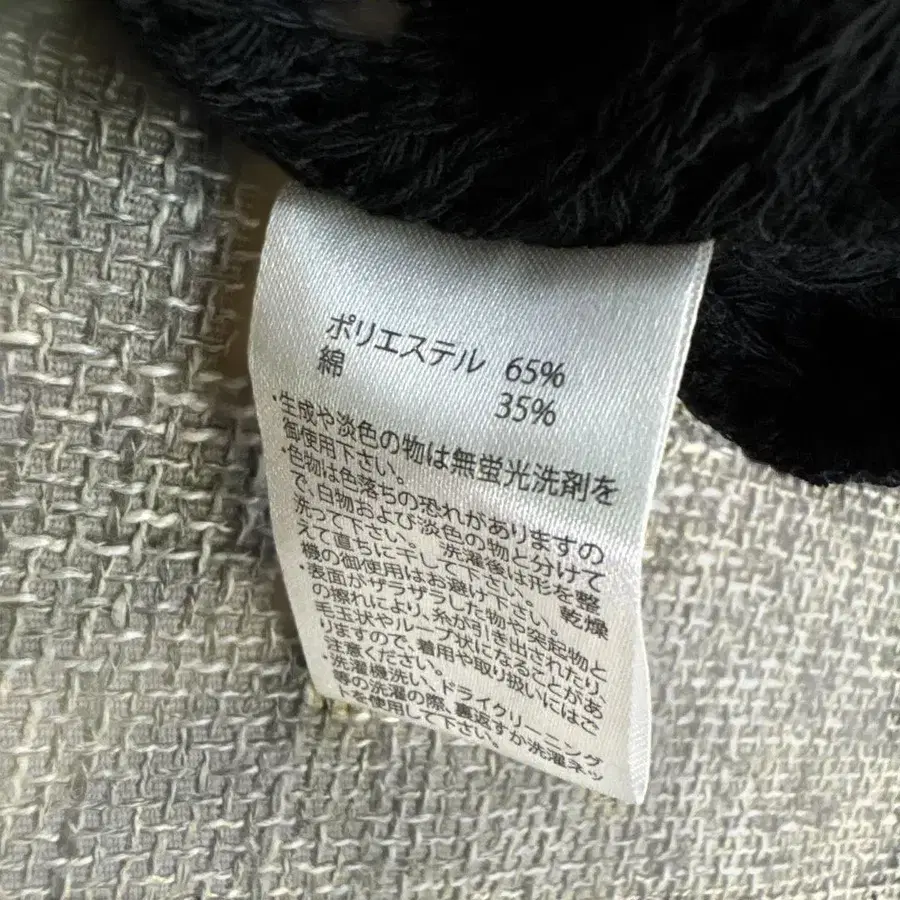 ポリエステル 65%
綿 35%
・生成や淡色の物は無蛍光洗剤を
御使用下さい。
・色物は色落ちの恐れがありますの
で、白物および淡色の物と分けて
洗って下さい。 洗濯後は形を整
えて直ちに干して下さい。 乾燥
機の御使用はお避け下さい。
・表面がザラザラした物や突起物と
の擦れにより、糸が引き出されたり、
毛玉状やループ状になることがあ
りますので、着用や取り扱いにはご
注意ください。
・洗濯機洗い、ドライクリーニング
等の洗濯の際、裏返すか洗濯ネッ
トを使用して下さい。